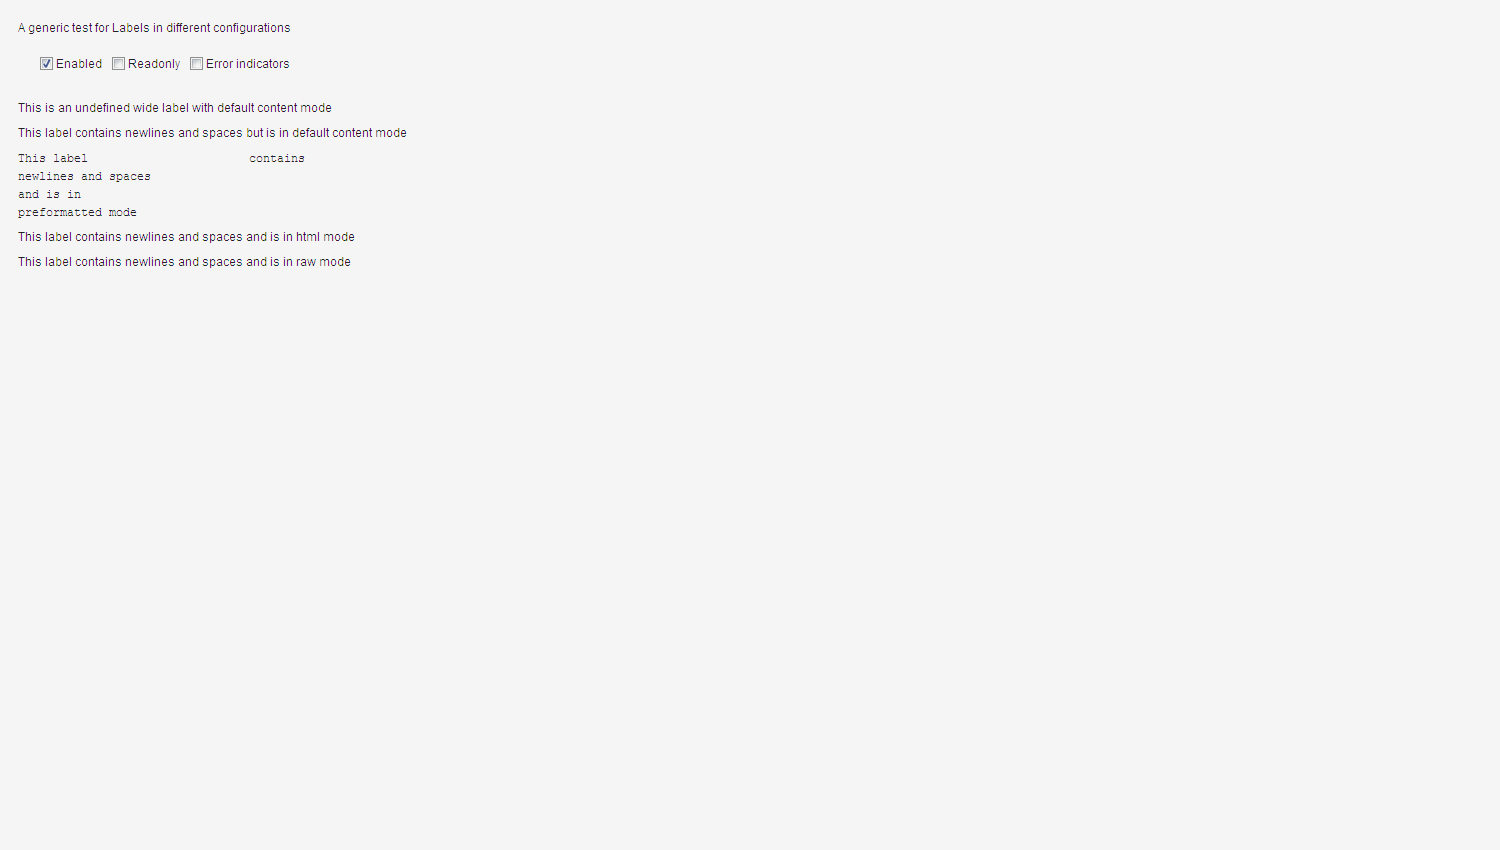 A generic test for Labels in different configurations
Enabled Readonly Error indicators
This is an undefined wide label with default content mode
This label contains newlines and spaces but is in default content mode
This label                       contains
newlines and spaces
and is in
preformatted mode
This label contains newlines and spaces and is in html mode
This label contains newlines and spaces and is in raw mode